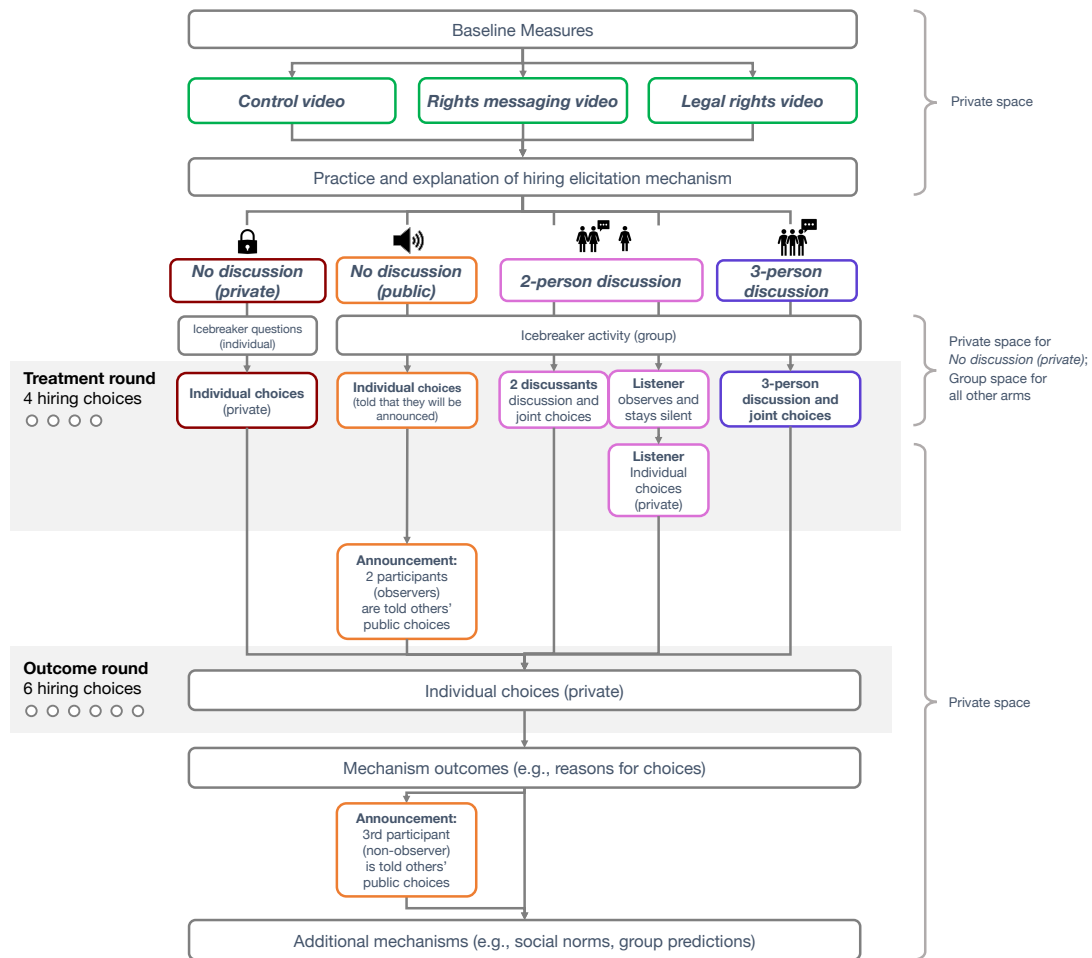 Baseline Measures
Control video
Rights messaging video
Legal rights video
Private space
Practice and explanation of hiring elicitation mechanism
No discussion
(private)
No discussion
(public)
2-person discussion
3-person
discussion
Icebreaker questions
(individual)
Icebreaker activity (group)
Private space for
No discussion (private);
Group space for
all other arms
Treatment round
4 hiring choices
Individual choices
(private)
Individual choices
(told that they will be
announced)
2 discussants
discussion and
joint choices
Listener
observes and
stays silent
3-person
discussion and
joint choices
Listener
Individual
choices
(private)
Announcement:
2 participants
(observers)
are told others'
public choices
Outcome round
6 hiring choices
Individual choices (private)
Private space
Mechanism outcomes (e.g., reasons for choices)
Announcement:
3rd participant
(non-observer)
is told others'
public choices
Additional mechanisms (e.g., social norms, group predictions)